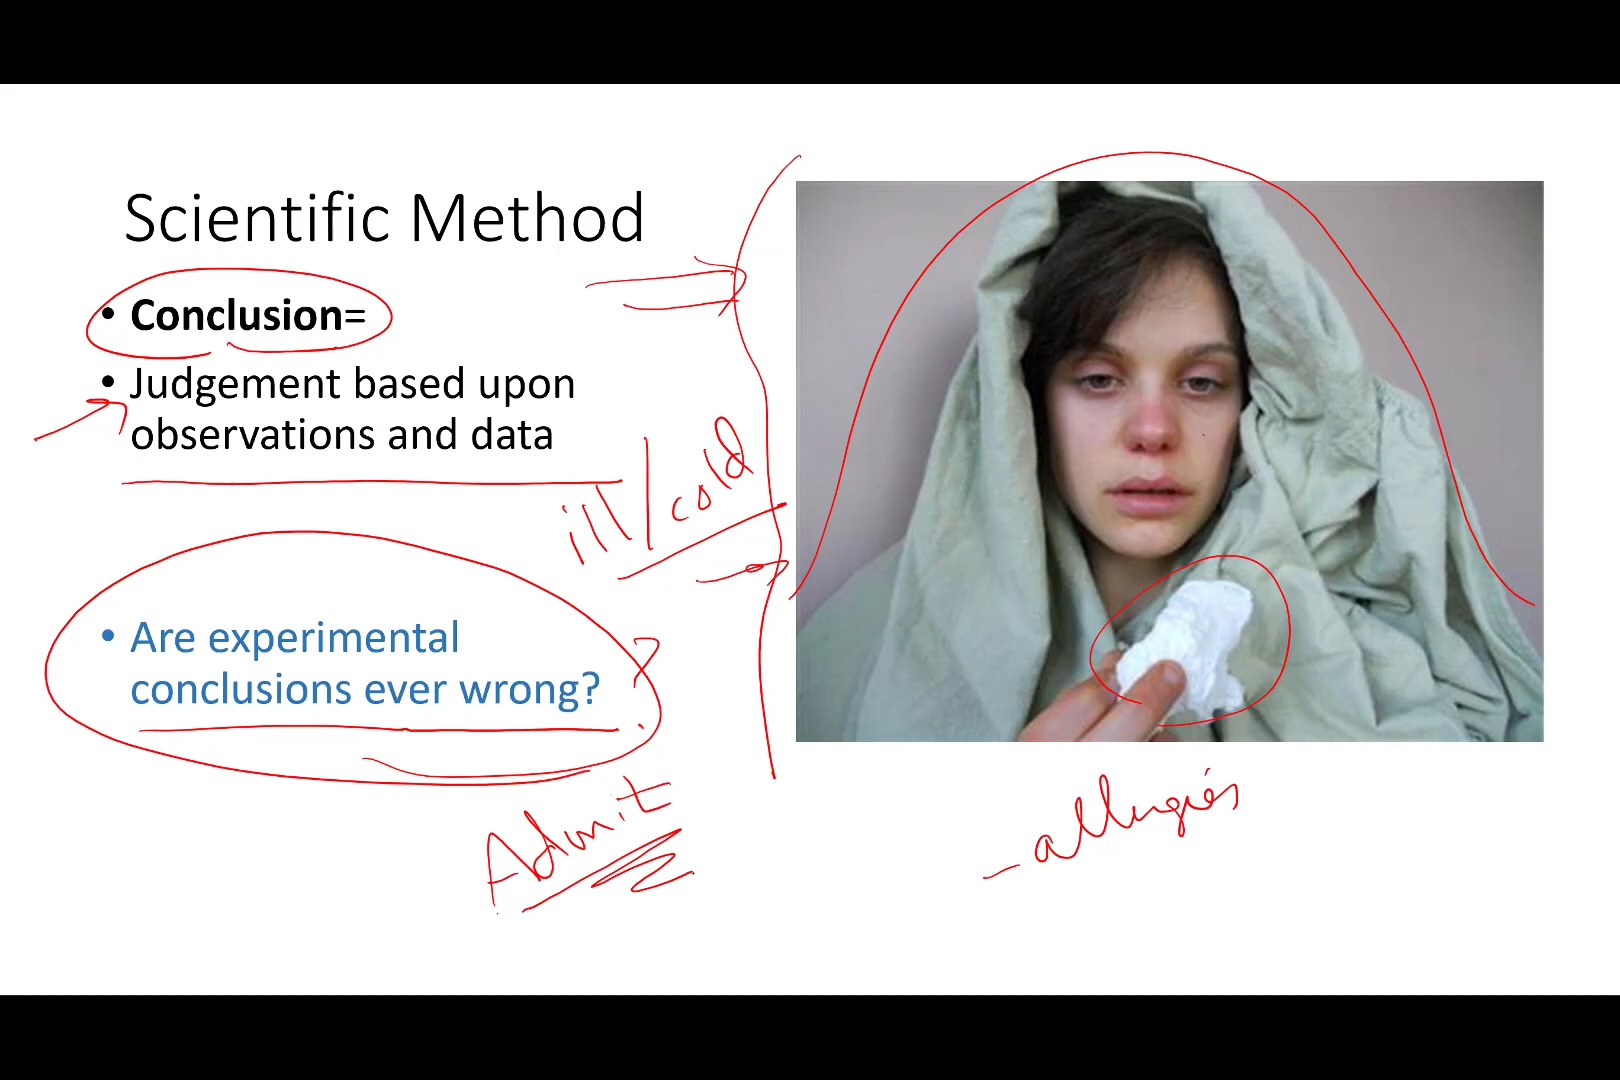 Scientific Method
• Conclusion=
• Judgement based upon
observations and data
ill/cold
• Are experimental
conclusions ever wrong?
?
Admit
- allergies